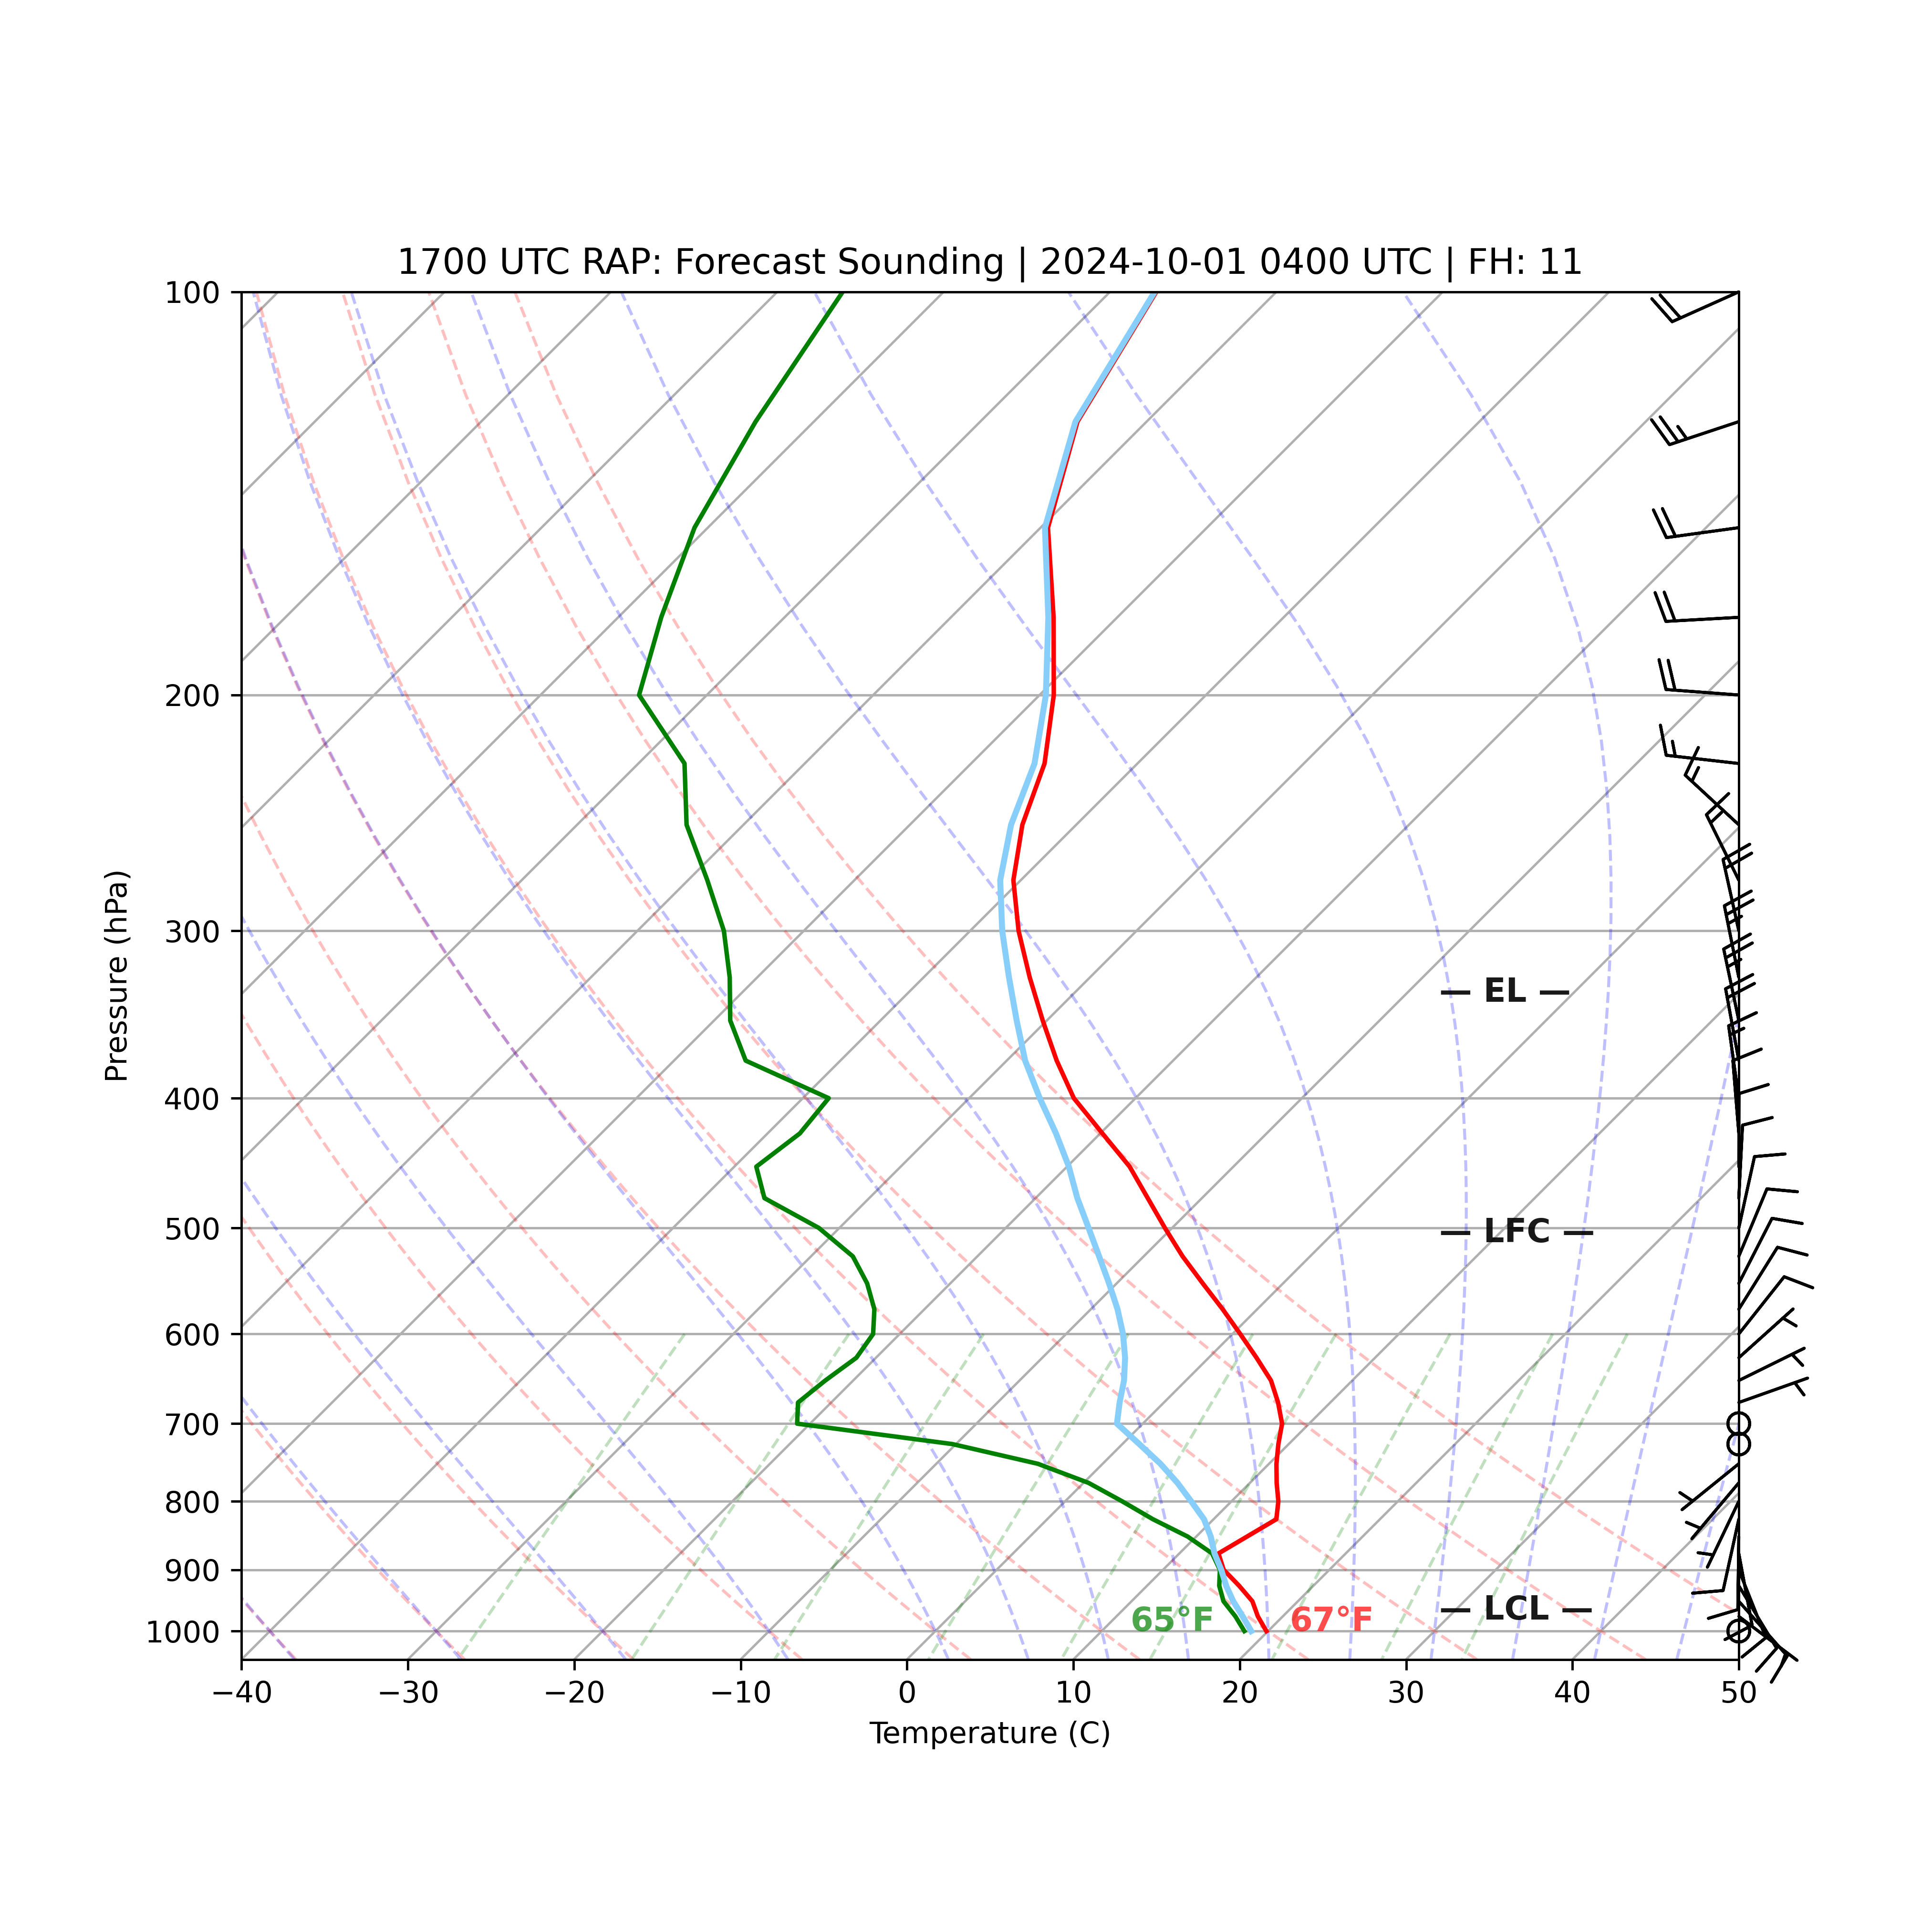 1700 UTC RAP: Forecast Sounding | 2024-10-01 0400 UTC | FH: 11
100
200
300
— EL —
Pressure (hPa)
400
500
— LFC —
600
700
800
900
— LCL —
65°F
67°F
1000
−40
−30
−20
−10
0
10
20
30
40
50
Temperature (C)